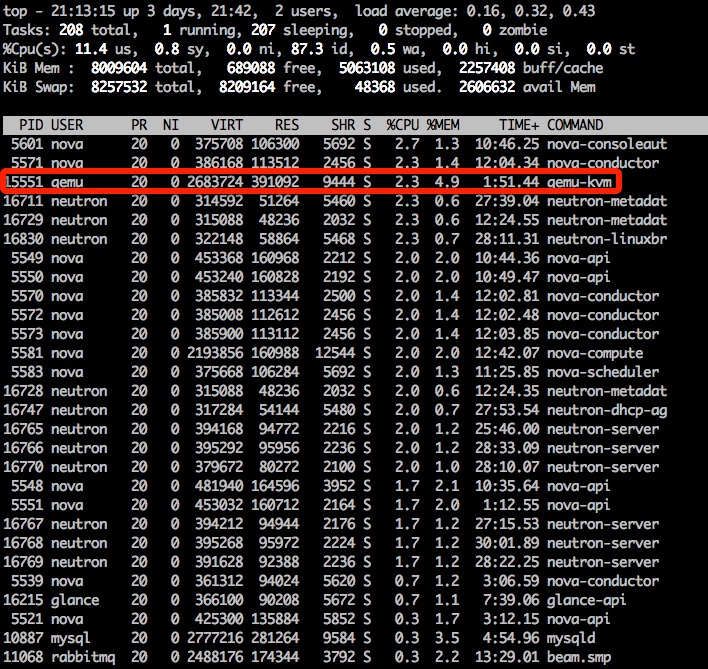 top - 21:13:15 up 3 days, 21:42,  2 users,  load average: 0.16, 0.32, 0.43
Tasks: 208 total,   1 running, 207 sleeping,   0 stopped,   0 zombie
%Cpu(s): 11.4 us,  0.8 sy,  0.0 ni, 87.3 id,  0.5 wa,  0.0 hi,  0.0 si,  0.0 st
KiB Mem :  8009604 total,   689088 free,  5063108 used,  2257408 buff/cache
KiB Swap:  8257532 total,  8209164 free,    48368 used.  2606632 avail Mem
PID USER PR NI VIRT RES SHR S %CPU %MEM TIME+ COMMAND
5601 nova 20 0 375708 106300 5692 S 2.7 1.3 10:46.25 nova-consoleaut
5571 nova 20 0 386168 113512 2456 S 2.3 1.4 12:04.34 nova-conductor
15551 qemu 20 0 2683724 391092 9444 S 2.3 4.9 1:51.44 qemu-kvm
16711 neutron 20 0 314592 51264 5460 S 2.3 0.6 27:39.04 neutron-metadat
16729 neutron 20 0 315088 48236 2032 S 2.3 0.6 12:24.55 neutron-metadat
16830 neutron 20 0 322148 58864 5468 S 2.3 0.7 28:11.31 neutron-linuxbr
5549 nova 20 0 453368 160968 2212 S 2.0 2.0 10:44.36 nova-api
5550 nova 20 0 453240 160828 2192 S 2.0 2.0 10:49.47 nova-api
5570 nova 20 0 385832 113344 2500 S 2.0 1.4 12:02.81 nova-conductor
5572 nova 20 0 385008 112612 2456 S 2.0 1.4 12:02.48 nova-conductor
5573 nova 20 0 385900 113112 2456 S 2.0 1.4 12:03.85 nova-conductor
5581 nova 20 0 2193856 160988 12544 S 2.0 2.0 12:42.07 nova-compute
5583 nova 20 0 375668 106284 5692 S 2.0 1.3 11:25.85 nova-scheduler
16728 neutron 20 0 315088 48236 2032 S 2.0 0.6 12:24.35 neutron-metadat
16747 neutron 20 0 317284 54144 5480 S 2.0 0.7 27:53.54 neutron-dhcp-ag
16765 neutron 20 0 394168 94772 2216 S 2.0 1.2 25:46.00 neutron-server
16766 neutron 20 0 395292 95956 2236 S 2.0 1.2 28:33.09 neutron-server
16770 neutron 20 0 379672 80272 2100 S 2.0 1.0 28:10.07 neutron-server
5548 nova 20 0 481940 164596 3952 S 1.7 2.1 10:35.64 nova-api
5551 nova 20 0 453032 160712 2164 S 1.7 2.0 1:12.55 nova-api
16767 neutron 20 0 394212 94944 2176 S 1.7 1.2 27:15.53 neutron-server
16768 neutron 20 0 395268 95972 2224 S 1.7 1.2 30:01.89 neutron-server
16769 neutron 20 0 391628 92388 2236 S 1.7 1.2 28:22.25 neutron-server
5539 nova 20 0 361312 94024 5620 S 0.7 1.2 3:06.59 nova-conductor
16215 glance 20 0 366100 90208 5672 S 0.7 1.1 7:39.06 glance-api
5521 nova 20 0 425300 135884 5852 S 0.3 1.7 3:12.15 nova-api
10887 mysql 20 0 2777216 281264 9584 S 0.3 3.5 4:54.96 mysqld
11068 rabbitmq 20 0 2488176 174344 3792 S 0.3 2.2 13:29.01 beam.smp